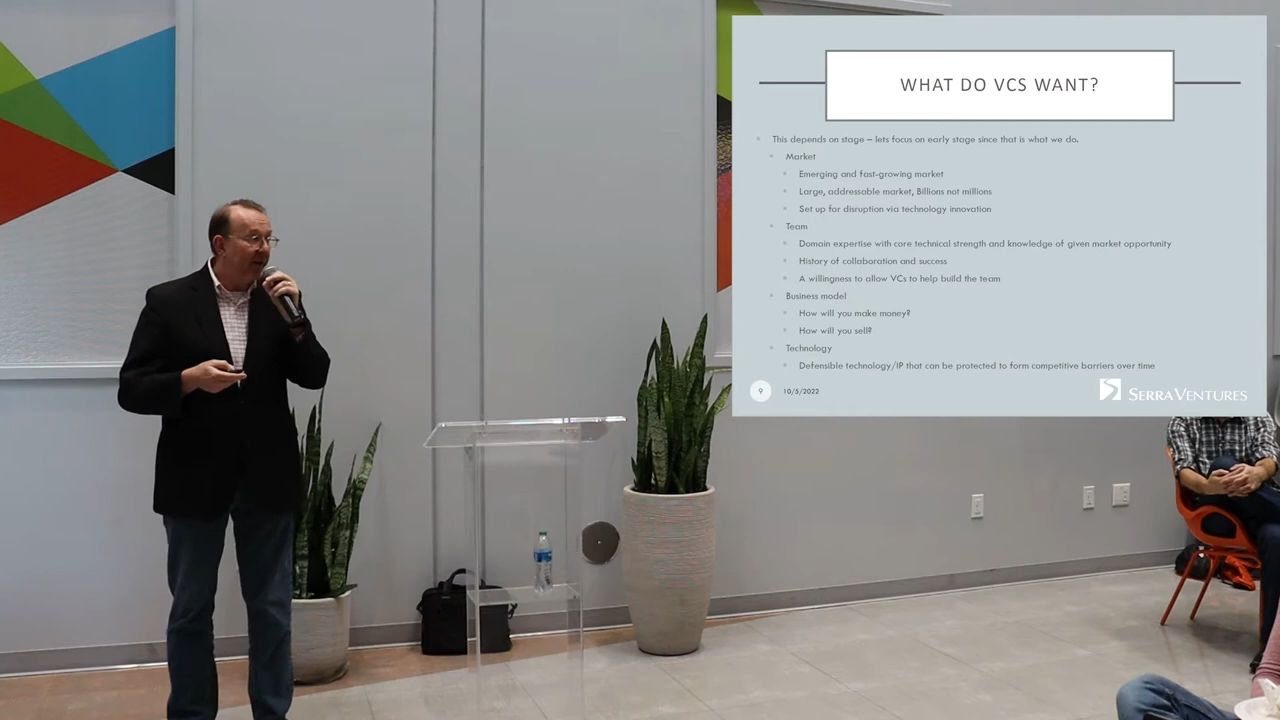 WHAT DO VCS WANT?
This depends on stage – lets focus on early stage since that is what we do.
Market
Emerging and fast-growing market
Large, addressable market, Billions not millions
Set up for disruption via technology innovation
Team
Domain expertise with core technical strength and knowledge of given market opportunity
History of collaboration and success
A willingness to allow VCs to help build the team
Business model
How will you make money?
How will you sell?
Technology
Defensible technology/IP that can be protected to form competitive barriers over time
9 10/5/2022
SERRA VENTURES